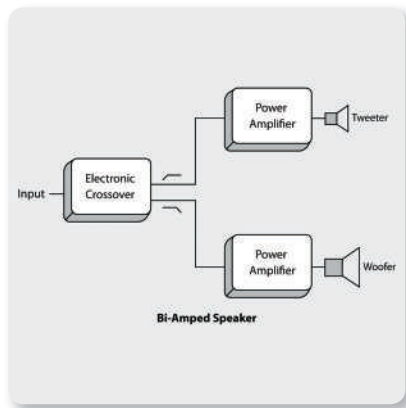 Power
Amplifier
Tweeter
Electronic
Crossover
Input
Power
Amplifier
Woofer
Bi-Amped Speaker